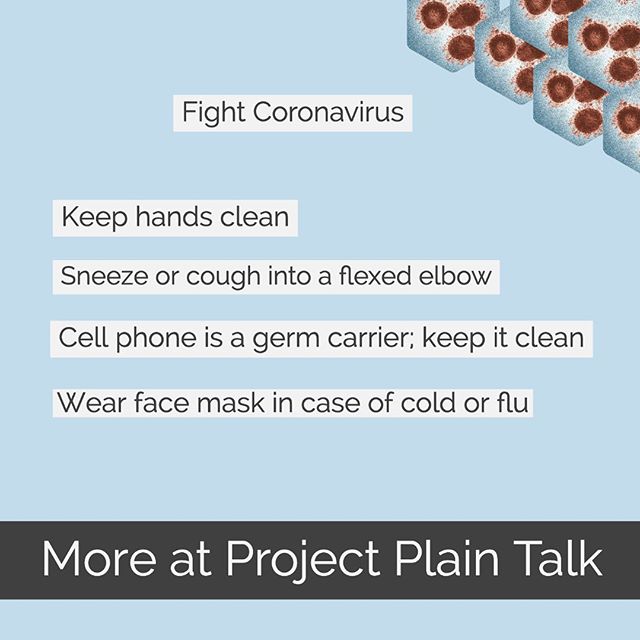 Fight Coronavirus
Keep hands clean
Sneeze or cough into a flexed elbow
Cell phone is a germ carrier; keep it clean
Wear face mask in case of cold or flu
More at Project Plain Talk